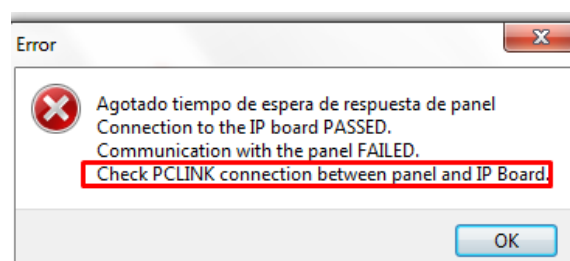 Error
Agotado tiempo de espera de respuesta de panel
Connection to the IP board PASSED.
Communication with the panel FAILED.
Check PCLINK connection between panel and IP Board.
OK